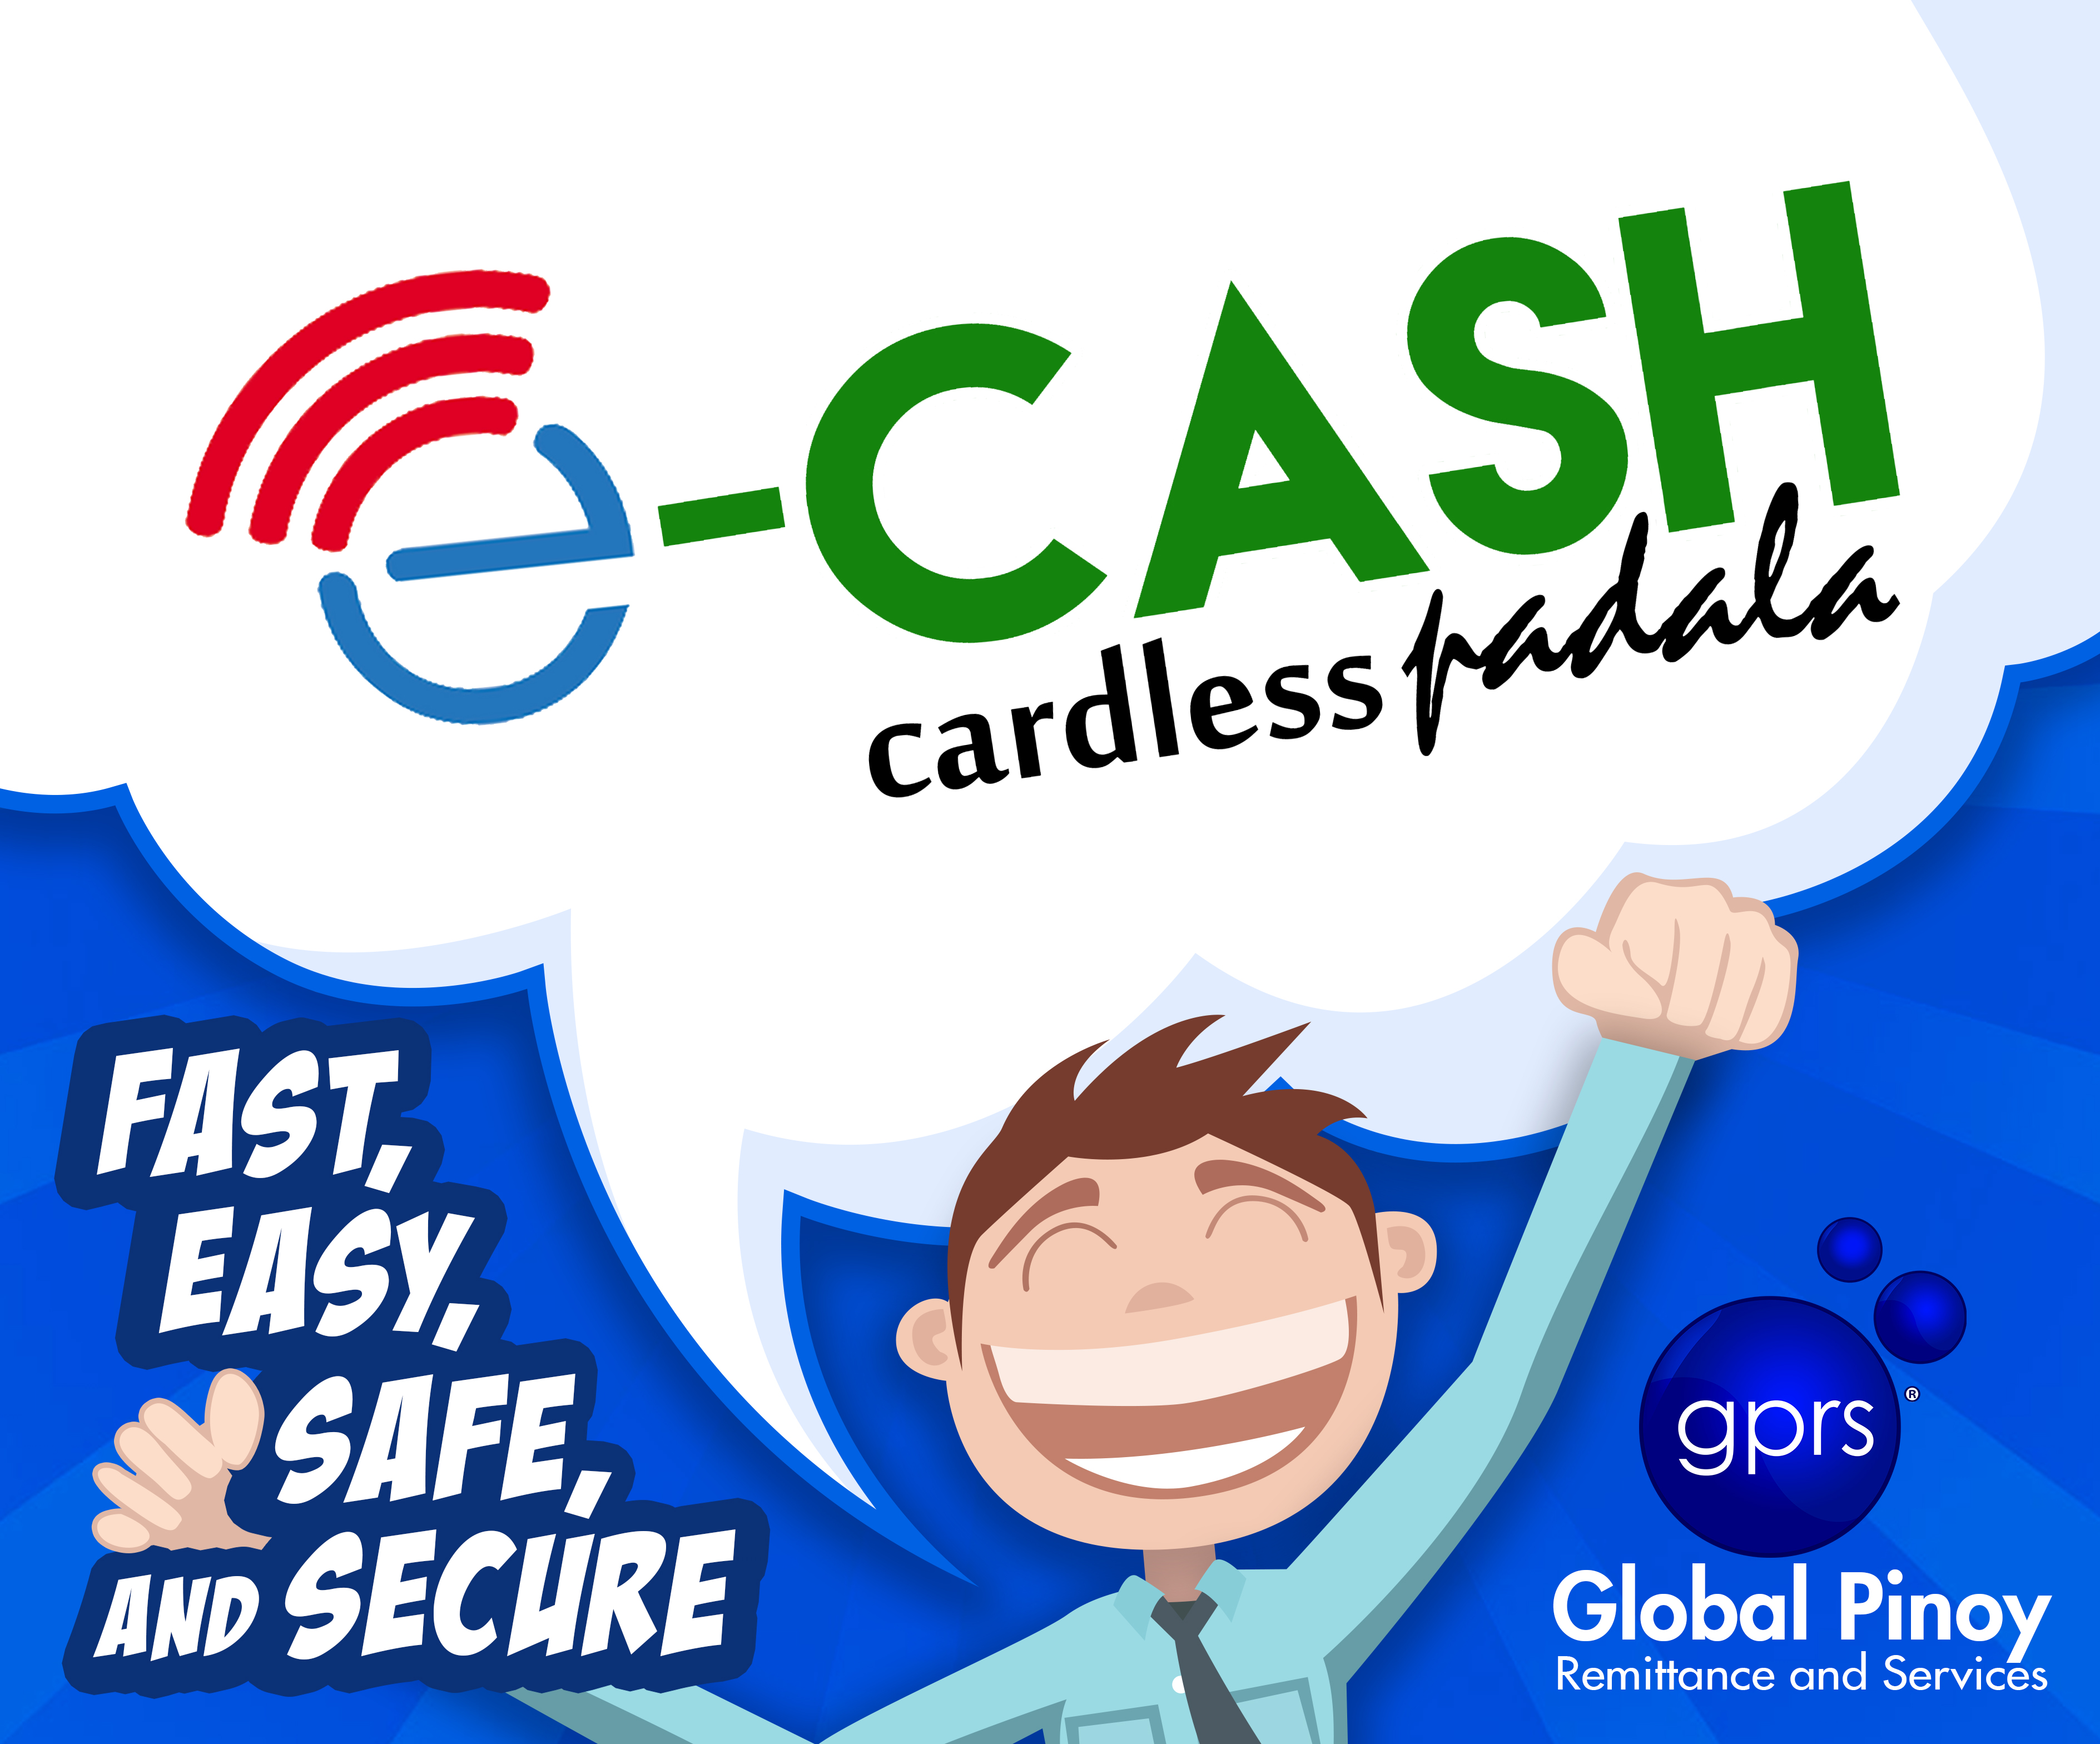 e-CASH
cardless padala
FAST,
EASY,
SAFE,
AND SECURE
gprs®
Global Pinoy
Remittance and Services